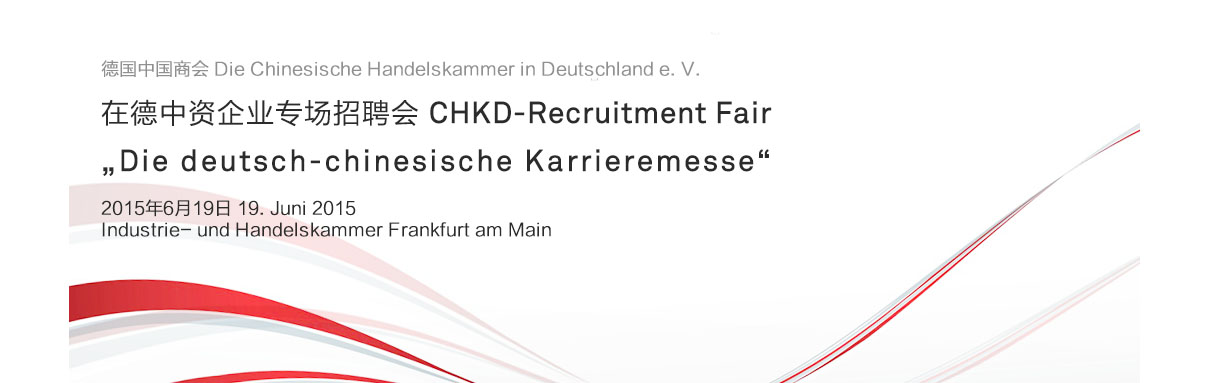 德国中国商会 Die Chinesische Handelskammer in Deutschland e. V.
在德中资企业专场招聘会 CHKD-Recruitment Fair
„Die deutsch-chinesische Karrieremesse“
2015年6月19日 19. Juni 2015
Industrie- und Handelskammer Frankfurt am Main